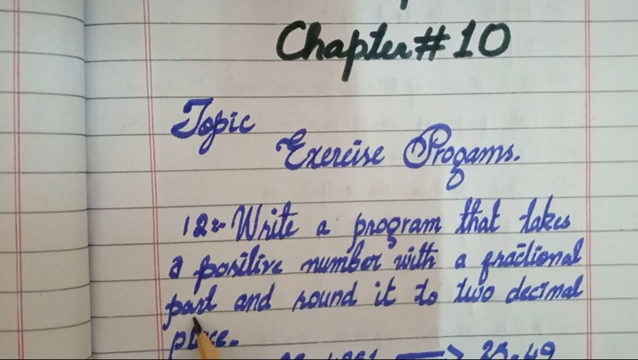 Chapter # 10
Topic
Exercise Progams.
12:- Write a program that takes
a positive number with a fractional
part and round it to two decimal
place.